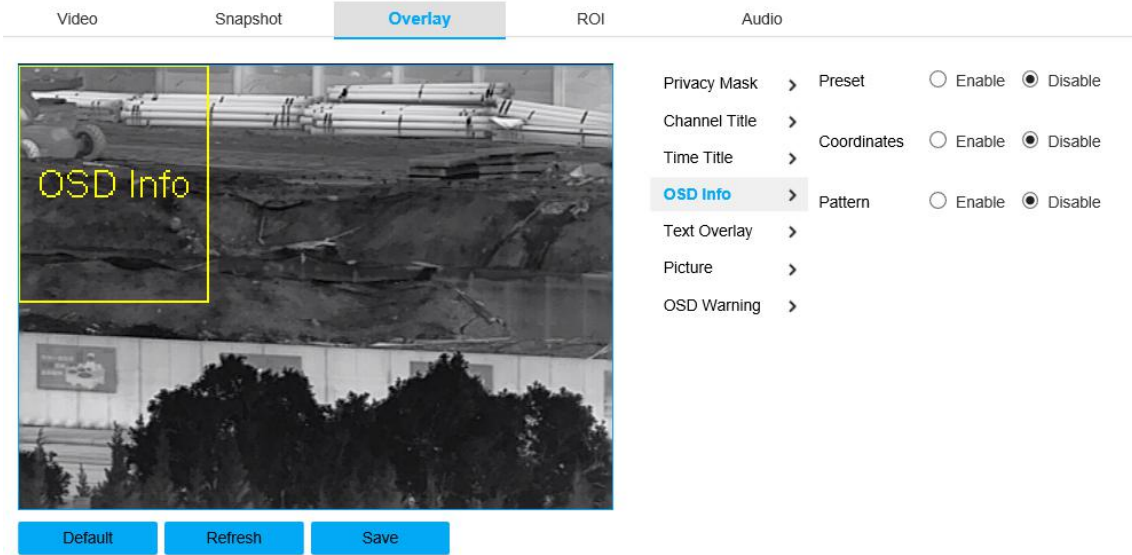 Video Snapshot Overlay ROI Audio
OSD Info
Privacy Mask
Channel Title
Time Title
OSD Info
Text Overlay
Picture
OSD Warning
Preset Enable Disable
Coordinates Enable Disable
Pattern Enable Disable
Default Refresh Save